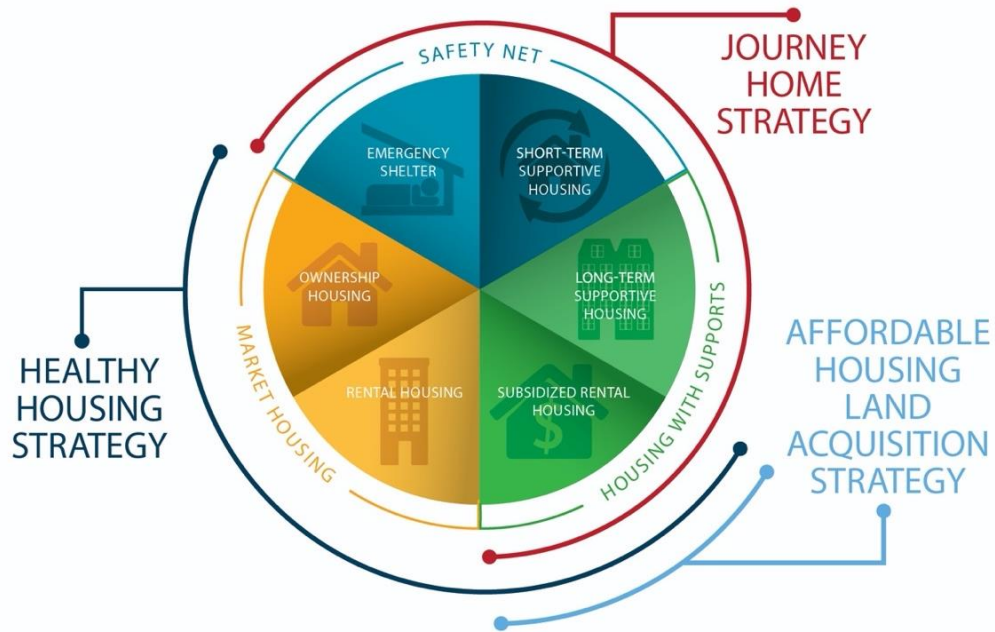 SAFETY NET
JOURNEY
HOME
STRATEGY
EMERGENCY
SHELTER
SHORT-TERM
SUPPORTIVE
HOUSING
OWNERSHIP
HOUSING
LONG-TERM
SUPPORTIVE
HOUSING
RENTAL HOUSING
SUBSIDIZED RENTAL
HOUSING
$
MARKET HOUSING
HOUSING WITH SUPPORTS
HEALTHY
HOUSING
STRATEGY
AFFORDABLE
HOUSING
LAND
ACQUISITION
STRATEGY